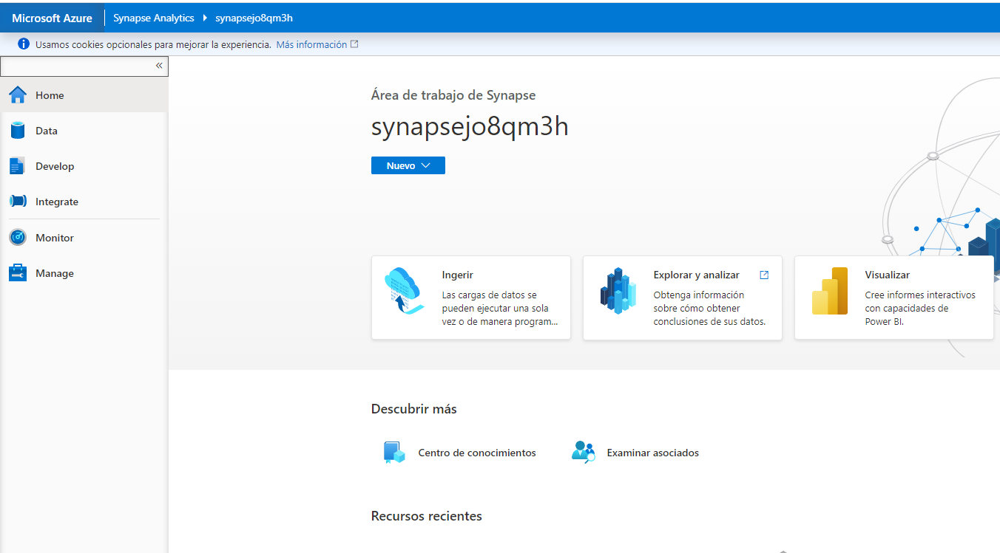 Microsoft Azure
Synapse Analytics
synapsejo8qm3h
Usamos cookies opcionales para mejorar la experiencia. Más información
«
Home
Data
Develop
Integrate
Monitor
Manage
Área de trabajo de Synapse
synapsejo8qm3h
Nuevo
Ingerir
Las cargas de datos se
pueden ejecutar una sola
vez o de manera program...
Explorar y analizar
Obtenga información
sobre cómo obtener
conclusiones de sus datos.
Visualizar
Cree informes interactivos
con capacidades de
Power BI.
Descubrir más
Centro de conocimientos
Examinar asociados
Recursos recientes